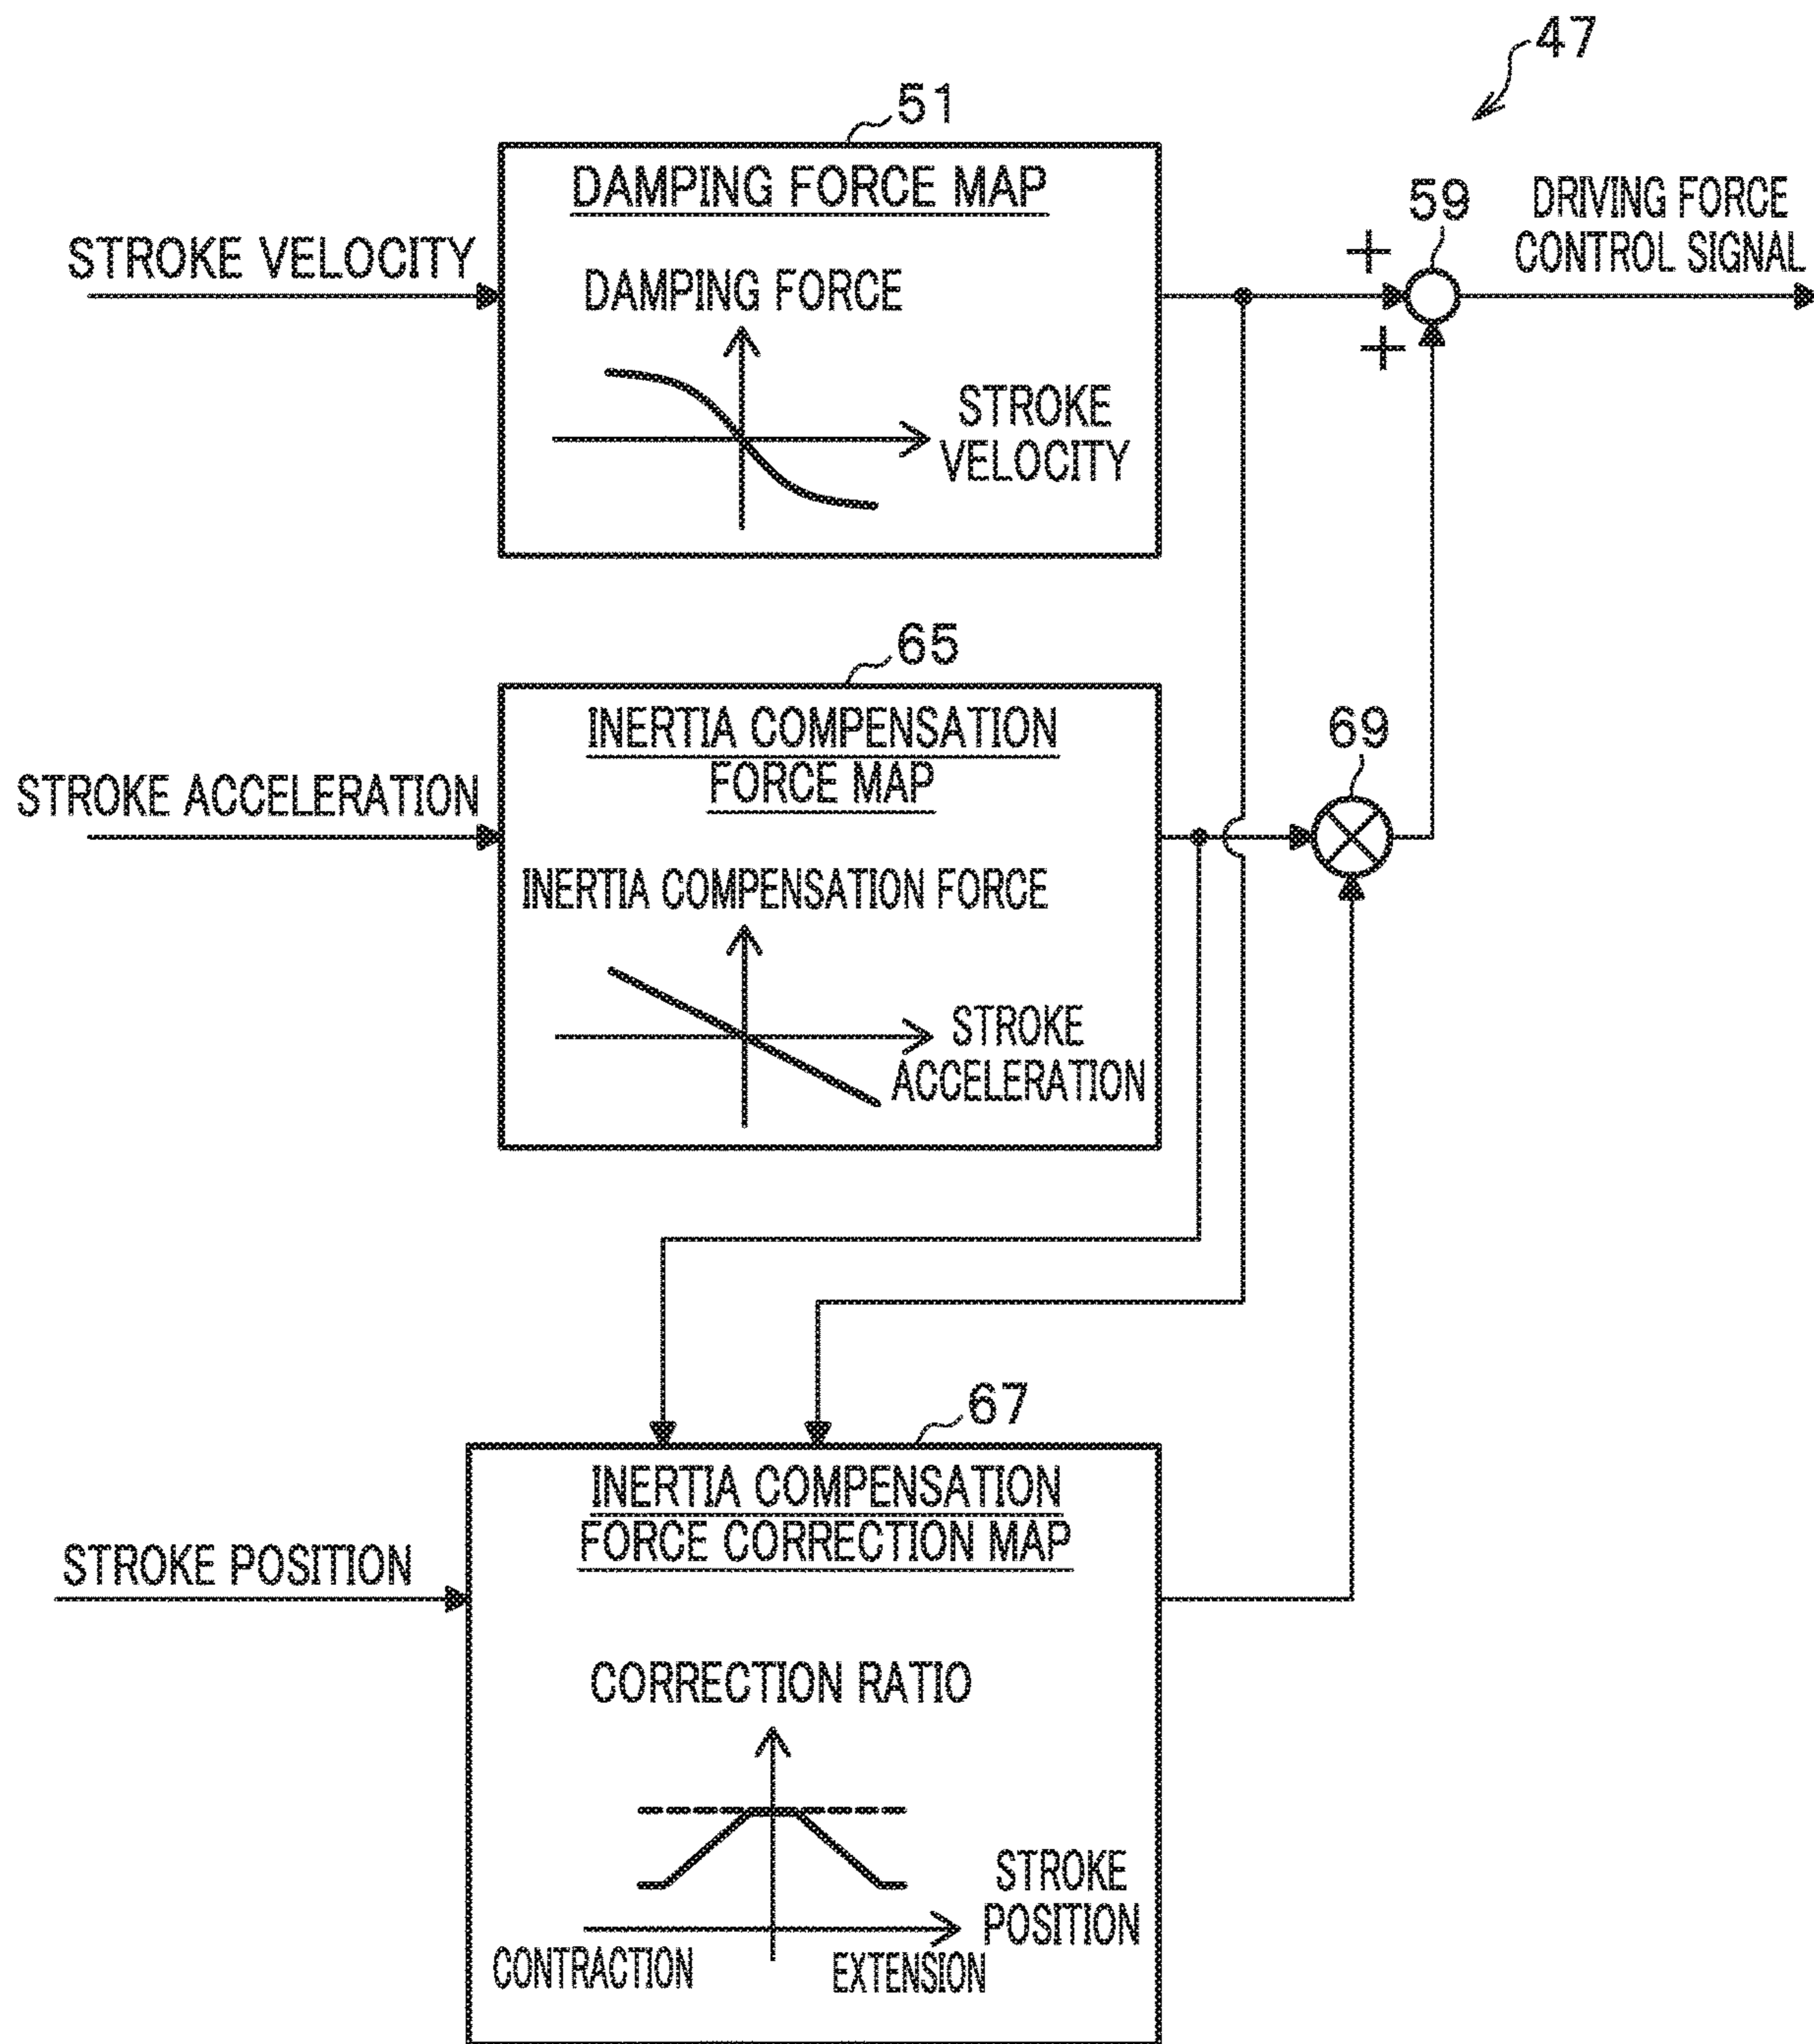 47
51
DAMPING FORCE MAP
STROKE VELOCITY
DAMPING FORCE
STROKE
VELOCITY
+
+
59
DRIVING FORCE
CONTROL SIGNAL
65
INERTIA COMPENSATION
FORCE MAP
STROKE ACCELERATION
INERTIA COMPENSATION FORCE
STROKE
ACCELERATION
69
67
INERTIA COMPENSATION
FORCE CORRECTION MAP
STROKE POSITION
CORRECTION RATIO
STROKE
POSITION
CONTRACTION
EXTENSION